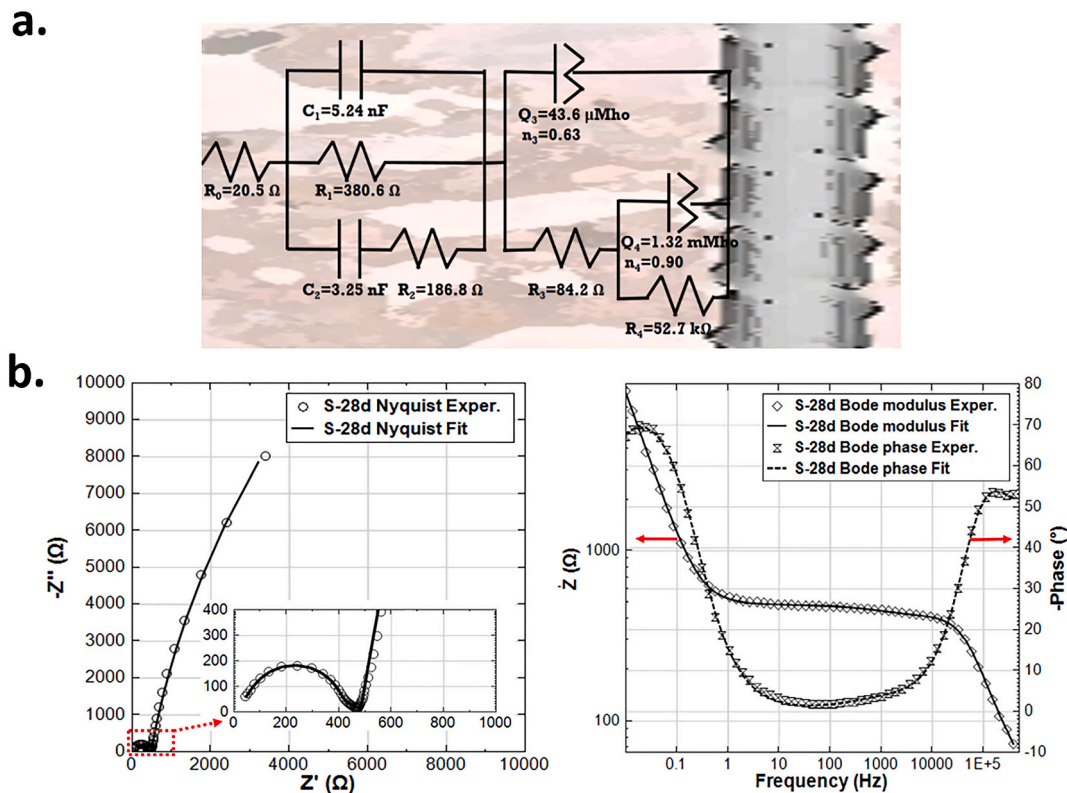 a.
C₁=5.24 nF
R₀=20.5 Ω
R₁=380.6 Ω
C₂=3.25 nF
R₂=186.8 Ω
Q₃=43.6 µMho
n₃=0.63
R₃=84.2 Ω
Q₄=1.32 mMho
n₄=0.90
R₄=52.7 kΩ
b.
-Z'' (Ω)
10000
9000
8000
7000
6000
5000
4000
3000
2000
1000
0
S-28d Nyquist Exper.
S-28d Nyquist Fit
400
300
200
100
0
0 200 400 600 800 1000
0 2000 4000 6000 8000 10000
Z' (Ω)
Z (Ω)
1000
100
S-28d Bode modulus Exper.
S-28d Bode modulus Fit
S-28d Bode phase Exper.
S-28d Bode phase Fit
80
70
60
50
40
30
20
10
0
-10
-Phase (°)
0.1 1 10 100 1000 10000 1E+5
Frequency (Hz)